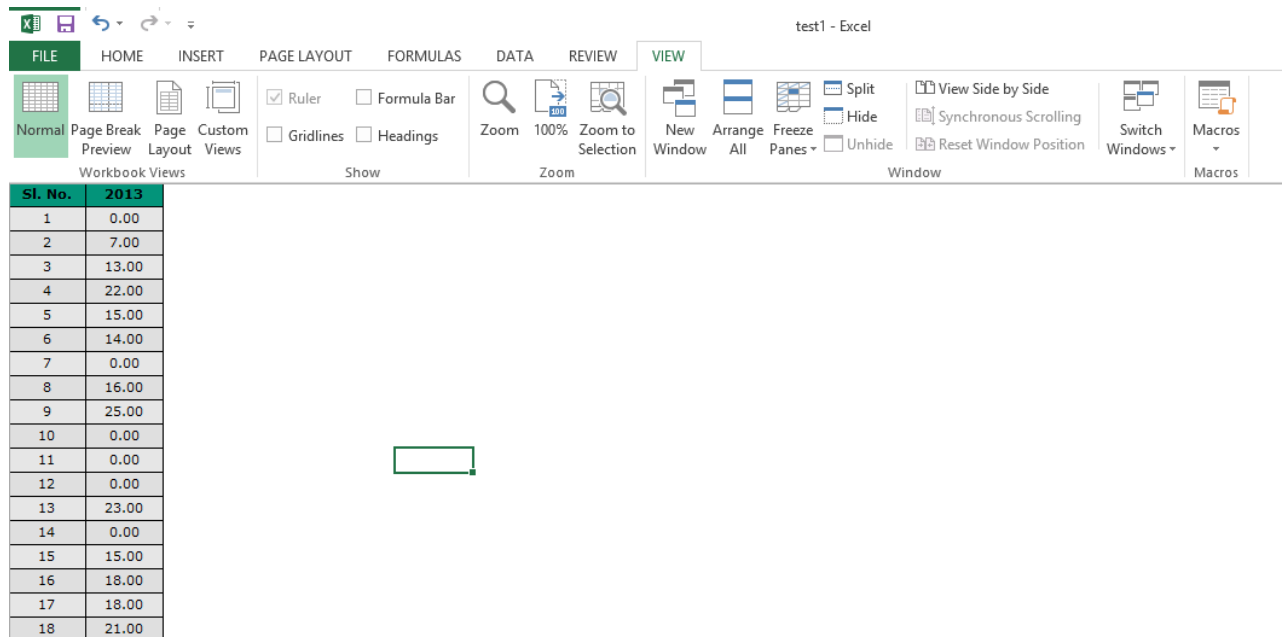 test1 - Excel
FILE HOME INSERT PAGE LAYOUT FORMULAS DATA REVIEW VIEW
Normal Page Break Preview Page Layout Custom Views
Ruler Formula Bar
Gridlines Headings
Zoom 100% Zoom to Selection
100
New Window Arrange All Freeze Panes
Split
Hide
Unhide
View Side by Side
Synchronous Scrolling
Reset Window Position
Switch Windows
Macros
Workbook Views Show Zoom Window Macros
Sl. No. 2013
1 0.00
2 7.00
3 13.00
4 22.00
5 15.00
6 14.00
7 0.00
8 16.00
9 25.00
10 0.00
11 0.00
12 0.00
13 23.00
14 0.00
15 15.00
16 18.00
17 18.00
18 21.00